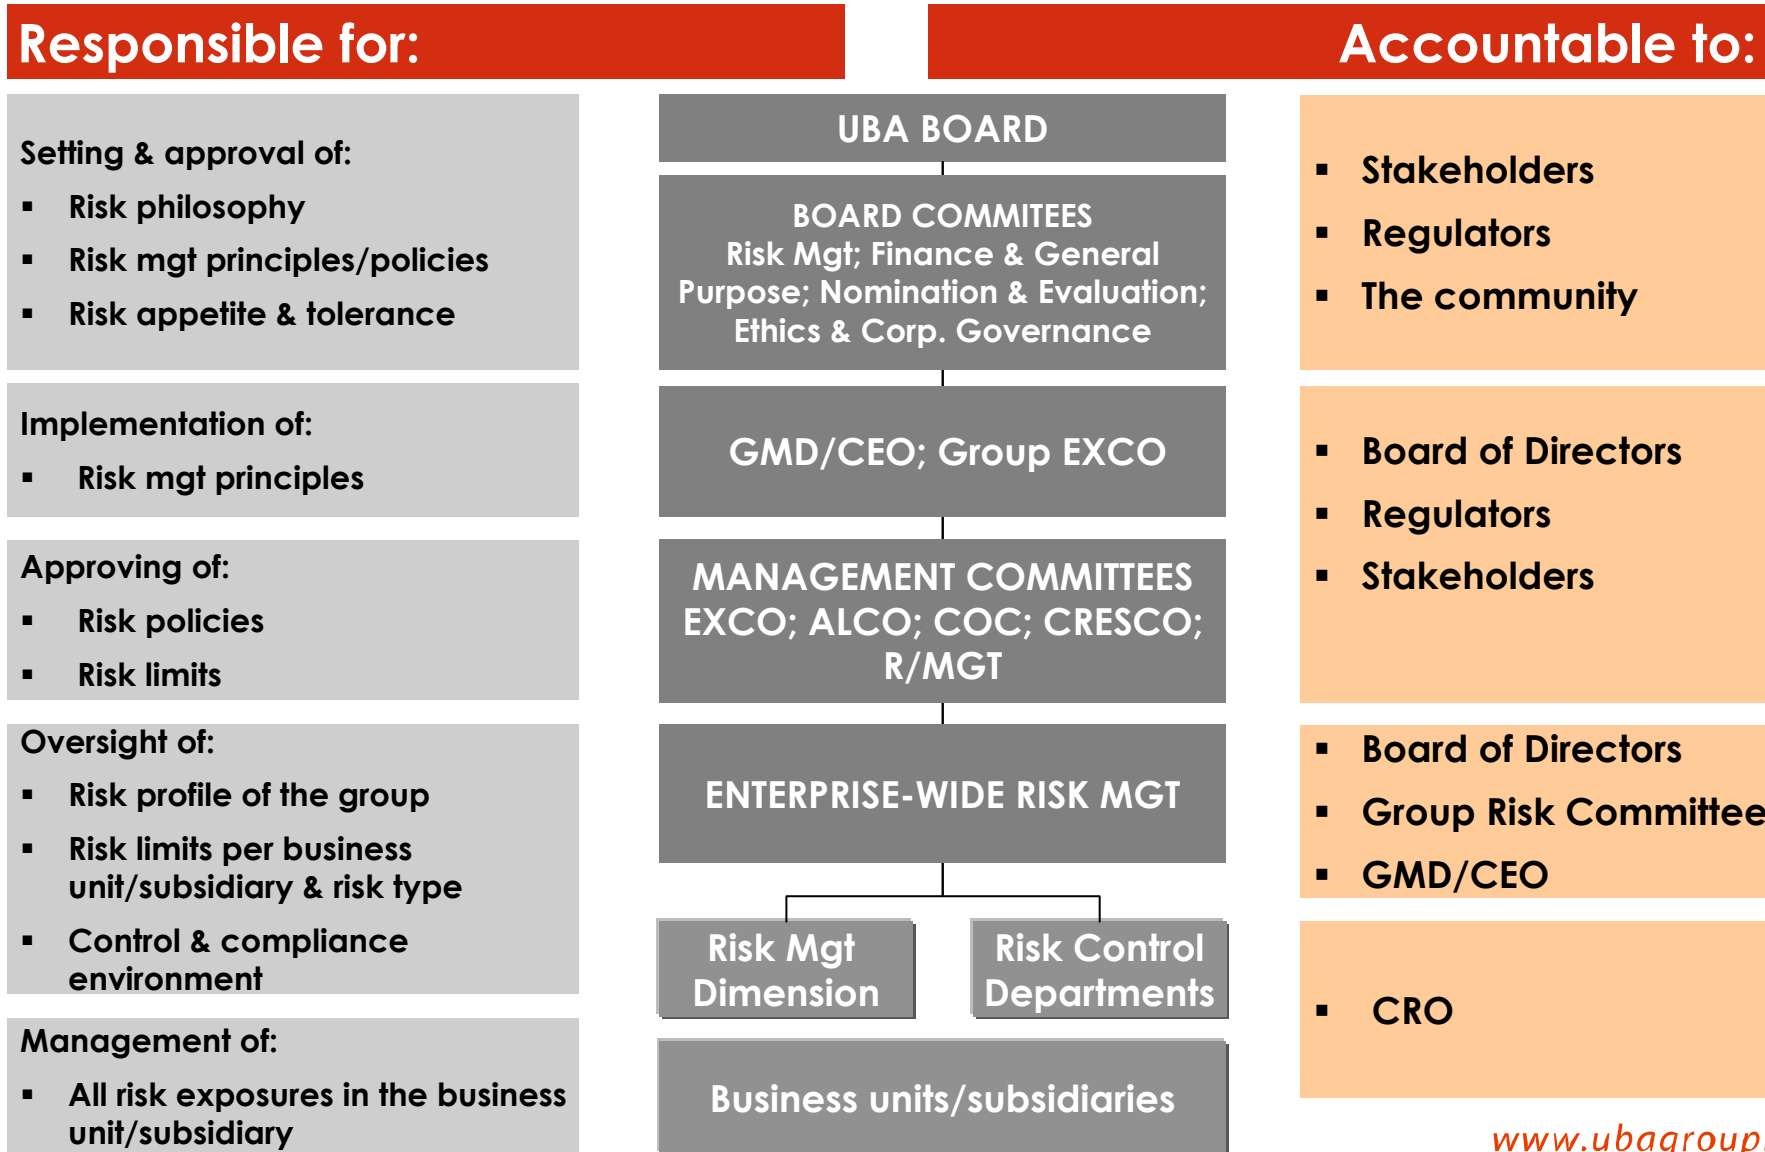 Responsible for:
Accountable to:
Setting & approval of:
▪ Risk philosophy
▪ Risk mgt principles/policies
▪ Risk appetite & tolerance
UBA BOARD
BOARD COMMITEES
Risk Mgt; Finance & General
Purpose; Nomination & Evaluation;
Ethics & Corp. Governance
▪ Stakeholders
▪ Regulators
▪ The community
Implementation of:
▪ Risk mgt principles
GMD/CEO; Group EXCO
▪ Board of Directors
▪ Regulators
▪ Stakeholders
Approving of:
▪ Risk policies
▪ Risk limits
MANAGEMENT COMMITTEES
EXCO; ALCO; COC; CRESCO;
R/MGT
Oversight of:
▪ Risk profile of the group
▪ Risk limits per business
unit/subsidiary & risk type
▪ Control & compliance
environment
ENTERPRISE-WIDE RISK MGT
▪ Board of Directors
▪ Group Risk Committee
▪ GMD/CEO
Risk Mgt
Dimension
Risk Control
Departments
▪ CRO
Management of:
▪ All risk exposures in the business
unit/subsidiary
Business units/subsidiaries
www.ubagroup.